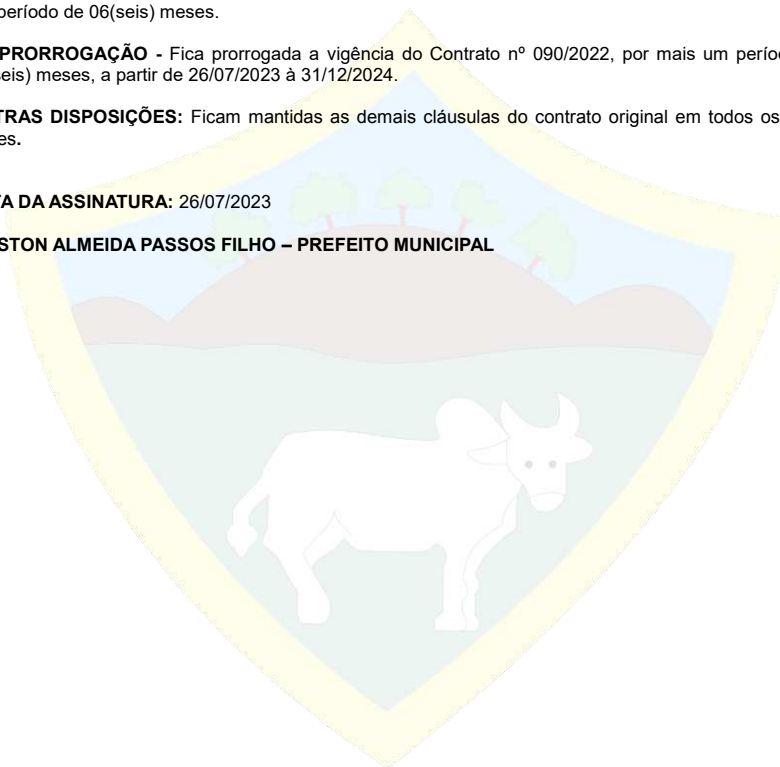 período de 06(seis) meses.
PRORROGAÇÃO - Fica prorrogada a vigência do Contrato nº 090/2022, por mais um períod
eis) meses, a partir de 26/07/2023 à 31/12/2024.
TRAS DISPOSIÇÕES: Ficam mantidas as demais cláusulas do contrato original em todos os
es.
TA DA ASSINATURA: 26/07/2023
STON ALMEIDA PASSOS FILHO – PREFEITO MUNICIPAL